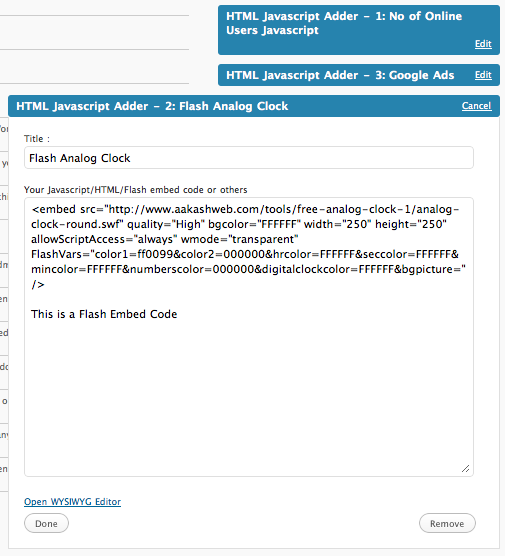 HTML Javascript Adder - 1: No of Online
Users Javascript
Edit
HTML Javascript Adder - 3: Google Ads Edit
HTML Javascript Adder - 2: Flash Analog Clock Cancel
Title :
Flash Analog Clock
Your Javascript/HTML/Flash embed code or others
<embed src="http://www.aakashweb.com/tools/free-analog-clock-1/analog-
clock-round.swf" quality="High" bgcolor="FFFFFF" width="250" height="250"
allowScriptAccess="always" wmode="transparent"
FlashVars="color1=ff0099&color2=000000&hrcolor=FFFFFF&seccolor=FFFFFF&
mincolor=FFFFFF&numberscolor=000000&digitalclockcolor=FFFFFF&bgpicture="
/>
This is a Flash Embed Code
Open WYSIWYG Editor
Done Remove